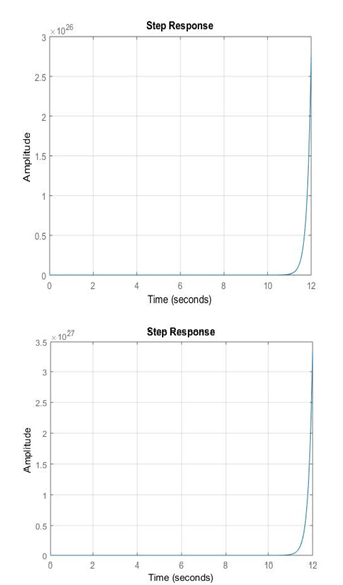 Step Response
×10^26
3
2.5
2
1.5
1
0.5
0
Amplitude
0 2 4 6 8 10 12
Time (seconds)
Step Response
×10^27
3.5
3
2.5
2
1.5
1
0.5
0
Amplitude
0 2 4 6 8 10 12
Time (seconds)